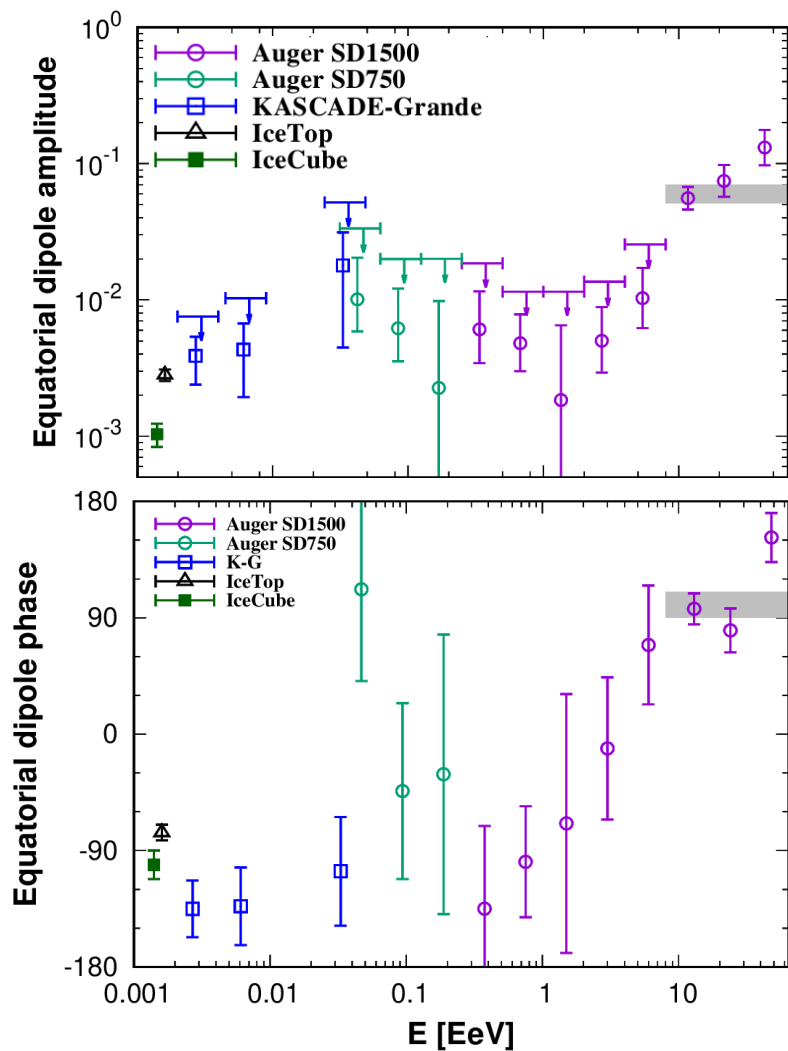 10^0
10^-1
10^-2
10^-3
Equatorial dipole amplitude
Auger SD1500
Auger SD750
KASCADE-Grande
IceTop
IceCube
180
90
0
-90
-180
Equatorial dipole phase
Auger SD1500
Auger SD750
K-G
IceTop
IceCube
0.001 0.01 0.1 1 10
E [EeV]